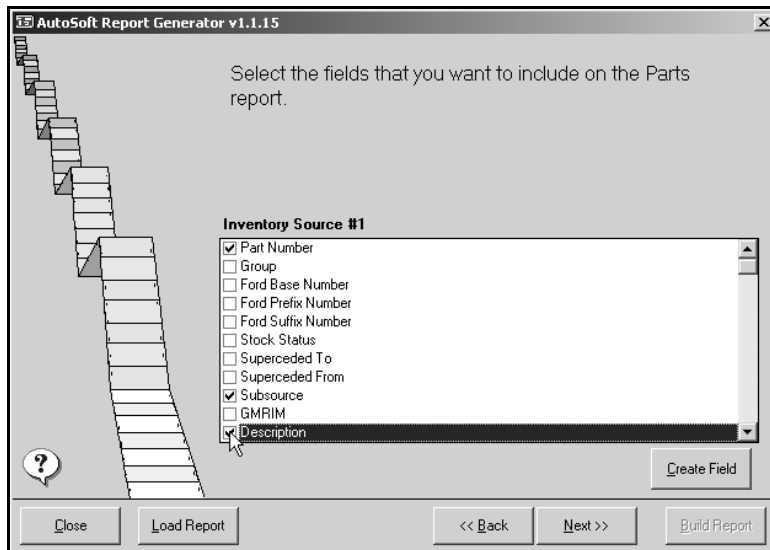 AutoSoft Report Generator v1.1.15
Select the fields that you want to include on the Parts
report.
Inventory Source #1
Part Number
Group
Ford Base Number
Ford Prefix Number
Ford Suffix Number
Stock Status
Superceded To
Superceded From
Subsource
GMRIM
Description
?
Create Field
Close
Load Report
<< Back
Next >>
Build Report